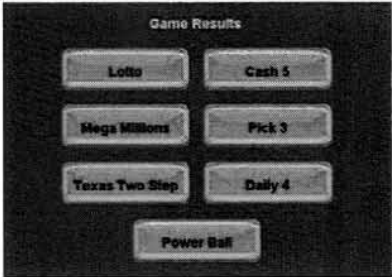 Game Results
Lotto Cash 5
Mega Millions Pick 3
Texas Two Step Daily 4
Power Ball